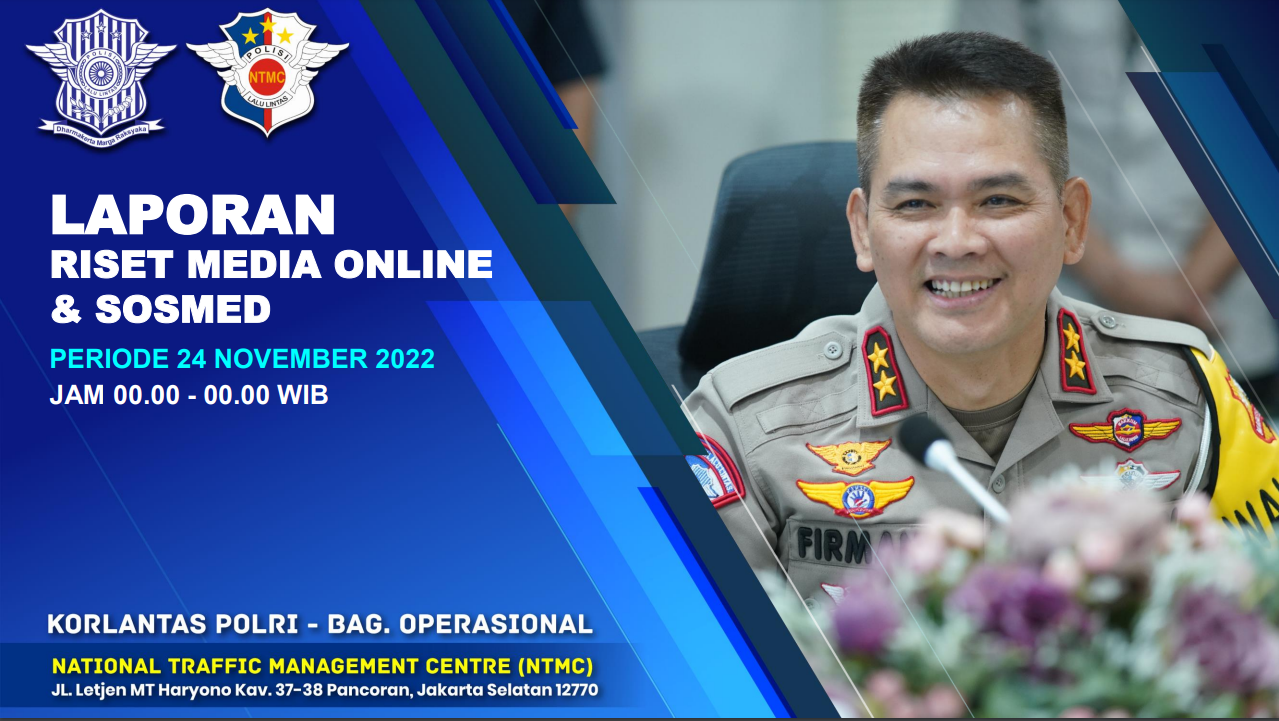 POLISI
LALU LINTAS
Dharmakerta Marga Raksyaka
POLISI
NTMC
LALU LINTAS
LAPORAN
RISET MEDIA ONLINE
& SOSMED
PERIODE 24 NOVEMBER 2022
JAM 00.00 - 00.00 WIB
FIRM
KORLANTAS POLRI - BAG. OPERASIONAL
NATIONAL TRAFFIC MANAGEMENT CENTRE (NTMC)
JL. Letjen MT Haryono Kav. 37-38 Pancoran, Jakarta Selatan 12770